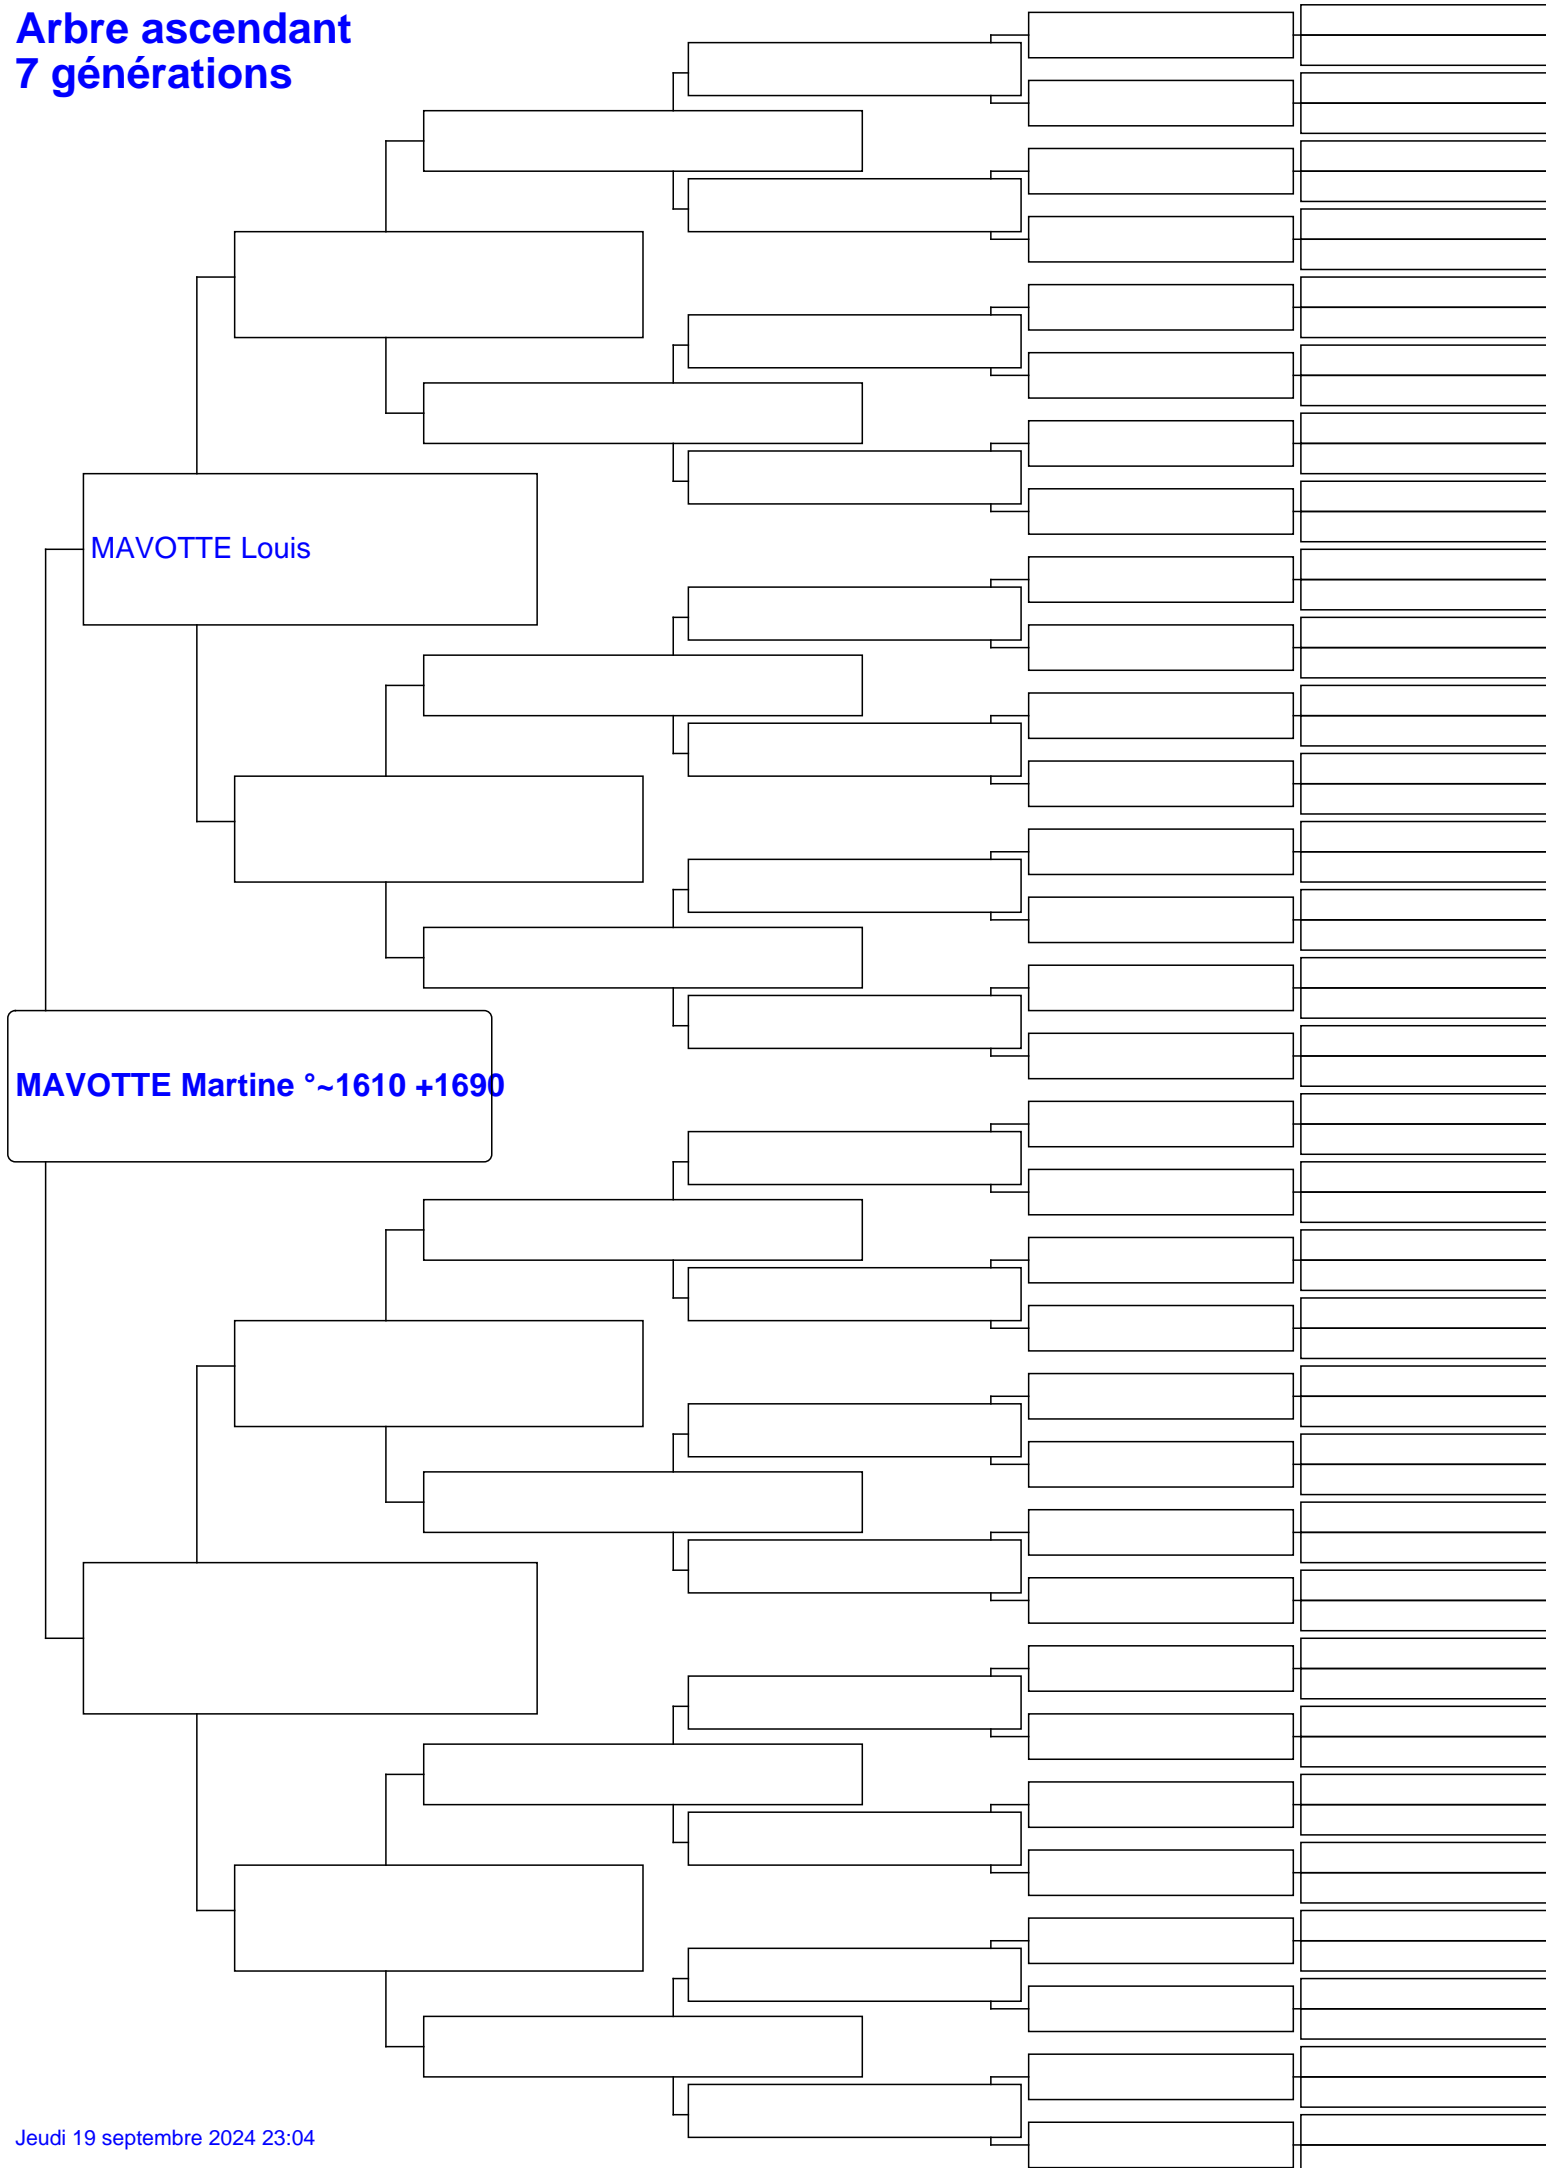 Arbre ascendant
7 générations
MAVOTTE Louis
MAVOTTE Martine °~1610 +1690
Jeudi 19 septembre 2024 23:04